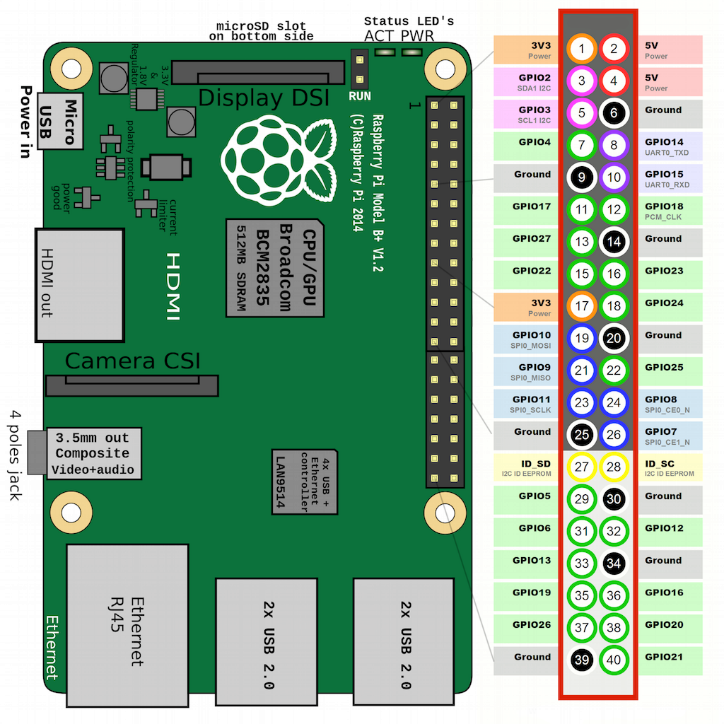 microSD slot
on bottom side
Status LED's
ACT PWR
RUN
Display DSI
Regulator
&
1.8V
3.3V
Power in
Micro
USB
polarity protection
power
good
current
limiter
Raspberry Pi Model B+ V1.2
(C)Raspberry Pi 2014
1
CPU/GPU
Broadcom
BCM2835
512MB SDRAM
HDMI
HDMI out
Camera CSI
4 poles jack
3.5mm out
Composite
Video+audio
4x USB +
Ethernet
controller
LAN9514
Ethernet
Ethernet
RJ45
2x USB 2.0
2x USB 2.0
3V3 1 2 5V
Power Power
GPIO2 3 4 5V
SDA1 I2C Power
GPIO3 5 6 Ground
SCL1 I2C
GPIO4 7 8 GPIO14
UART0_TXD
Ground 9 10 GPIO15
UART0_RXD
GPIO17 11 12 GPIO18
PCM_CLK
GPIO27 13 14 Ground
GPIO22 15 16 GPIO23
3V3 17 18 GPIO24
Power
GPIO10 19 20 Ground
SPI0_MOSI
GPIO9 21 22 GPIO25
SPI0_MISO
GPIO11 23 24 GPIO8
SPI0_SCLK SPI0_CE0_N
Ground 25 26 GPIO7
SPI0_CE1_N
ID_SD 27 28 ID_SC
I2C ID EEPROM I2C ID EEPROM
GPIO5 29 30 Ground
GPIO6 31 32 GPIO12
GPIO13 33 34 Ground
GPIO19 35 36 GPIO16
GPIO26 37 38 GPIO20
Ground 39 40 GPIO21